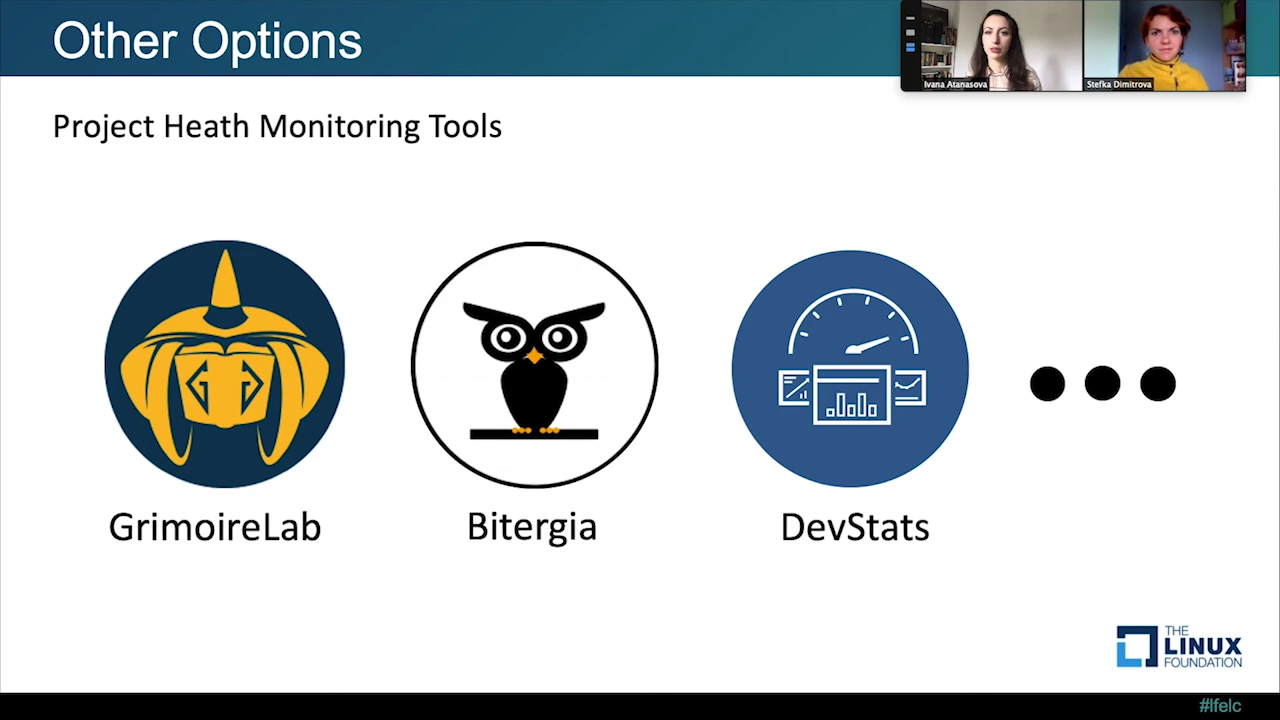 Other Options
Ivana Atanasova
Stefka Dimitrova
Project Heath Monitoring Tools
GrimoireLab
Bitergia
DevStats
THE
LINUX
FOUNDATION
#lfelc